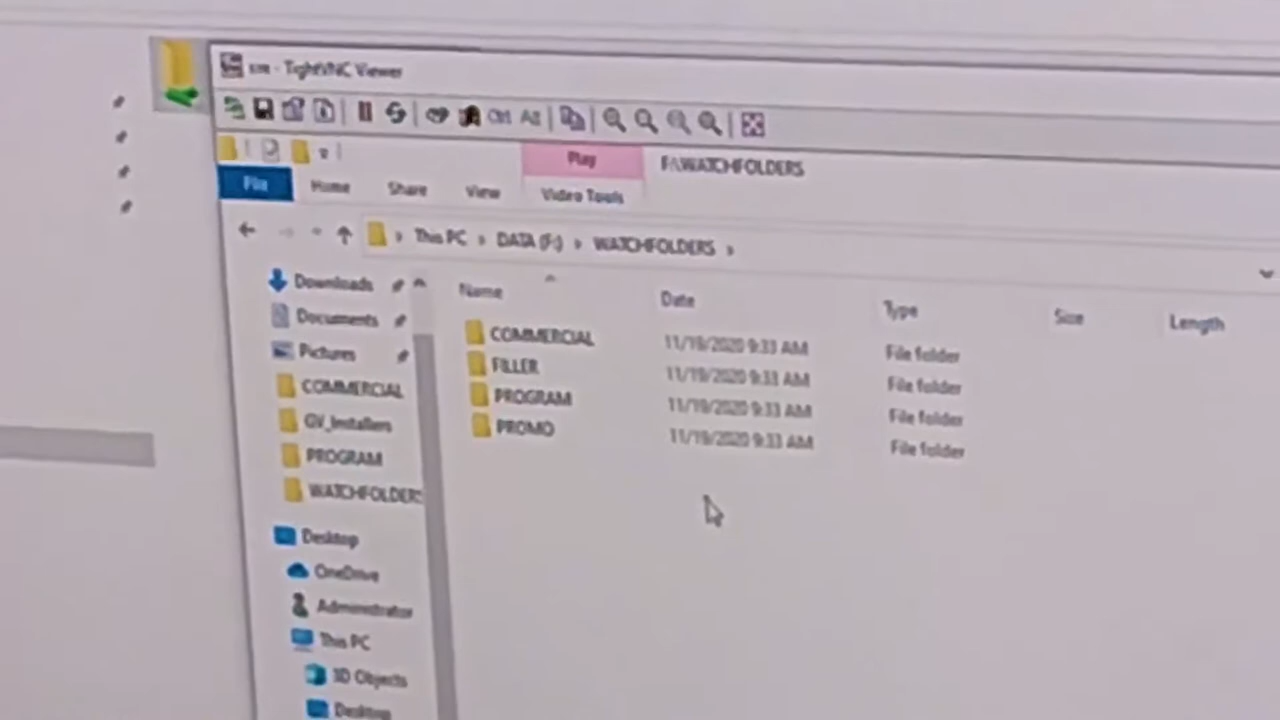 - TightVNC Viewer
Ctrl Alt
Play
F:\WATCHFOLDERS
File Home Share View Video Tools
This PC > DATA (F:) > WATCHFOLDERS >
Downloads
Documents
Pictures
COMMERCIAL
GV_Installers
PROGRAM
WATCHFOLDERS
Desktop
OneDrive
Administrator
This PC
3D Objects
Desktop
Name Date Type Size Length
COMMERCIAL 11/19/2020 9:33 AM File folder
FILLER 11/19/2020 9:33 AM File folder
PROGRAM 11/19/2020 9:33 AM File folder
PROMO 11/19/2020 9:33 AM File folder